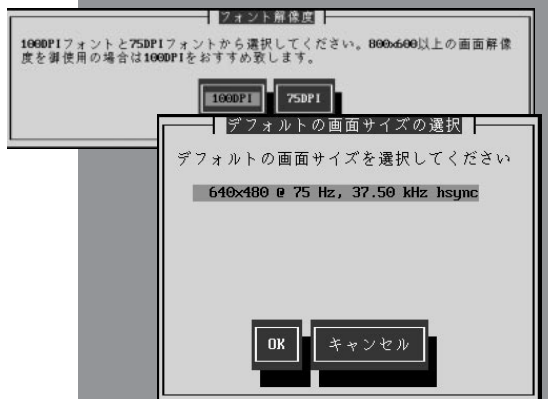 フォント解像度
100DPIフォントと75DPIフォントから選択してください。800x600以上の画面解像
度を御使用の場合は100DPIをおすすめ致します。
100DPI 75DPI
デフォルトの画面サイズの選択
デフォルトの画面サイズを選択してください
640x480 @ 75 Hz, 37.50 kHz hsync
OK キャンセル